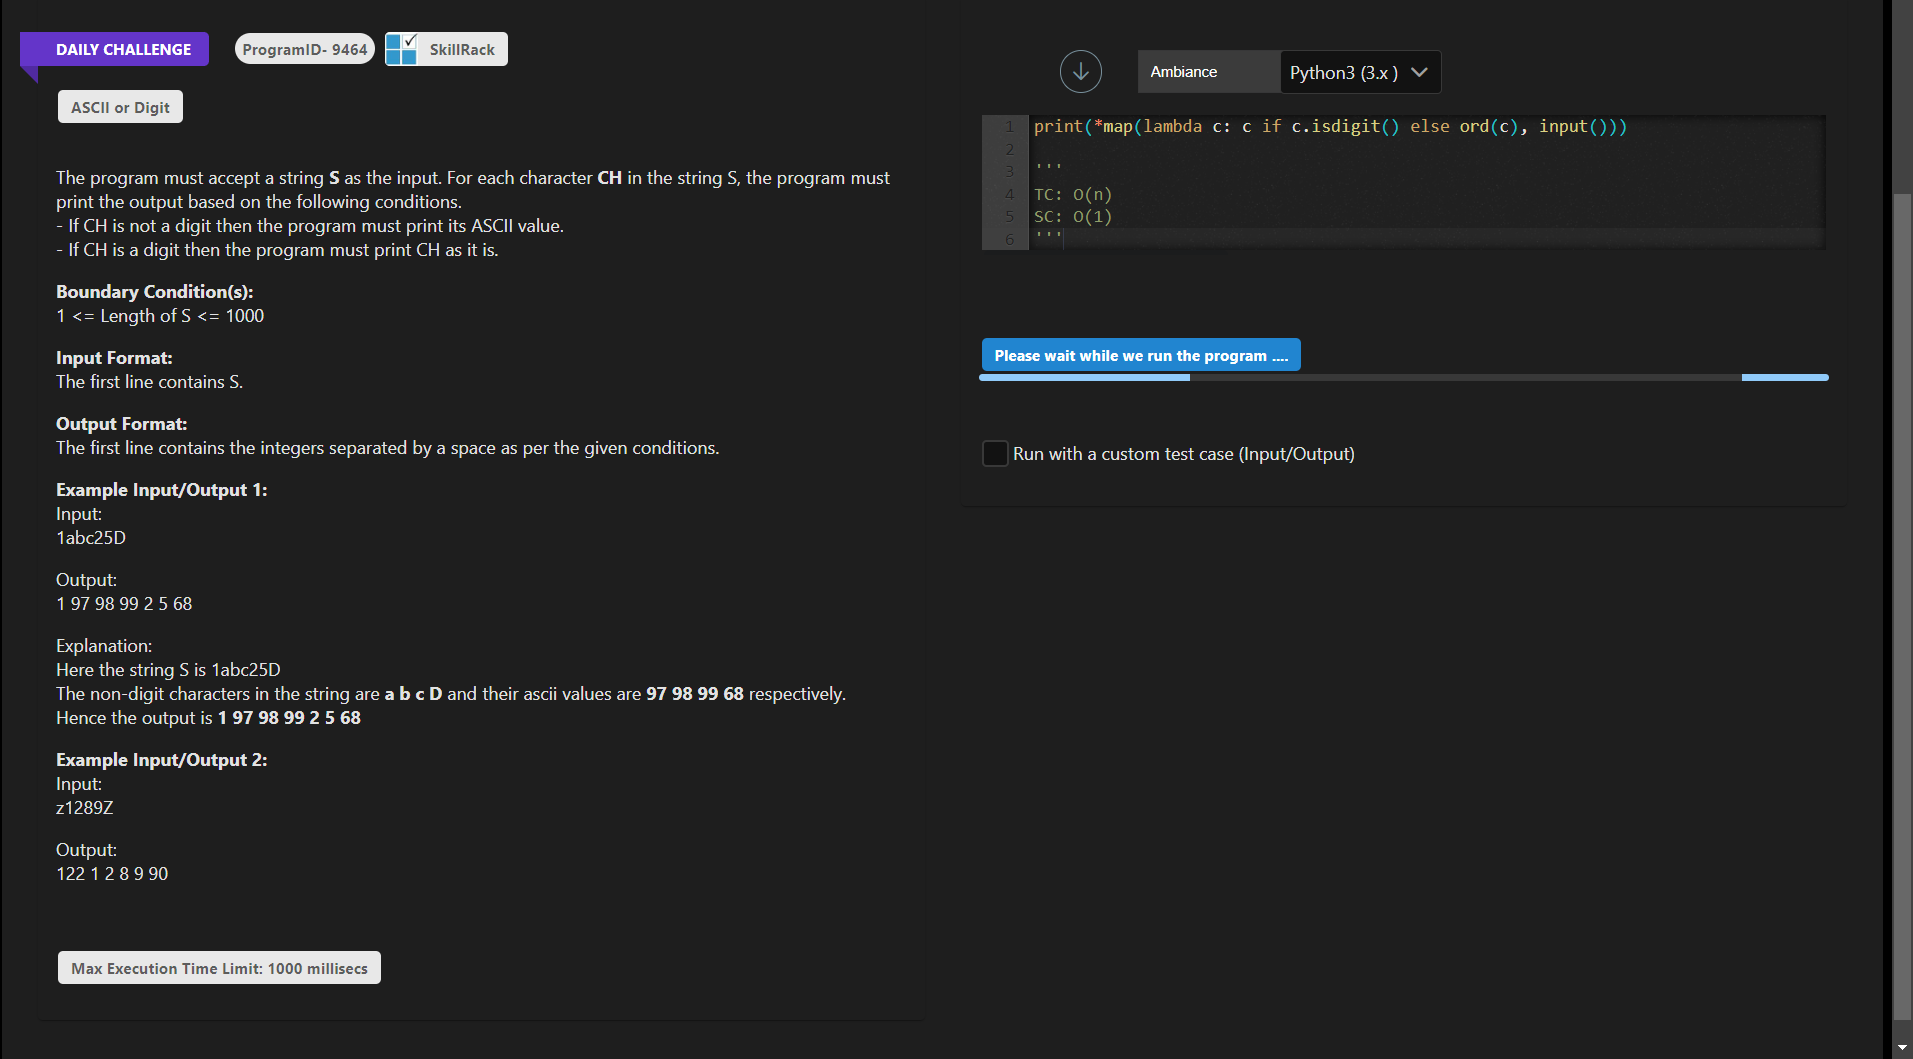 DAILY CHALLENGE
ProgramID- 9464
SkillRack
ASCII or Digit
The program must accept a string S as the input. For each character CH in the string S, the program must
print the output based on the following conditions.
- If CH is not a digit then the program must print its ASCII value.
- If CH is a digit then the program must print CH as it is.
Boundary Condition(s):
1 <= Length of S <= 1000
Input Format:
The first line contains S.
Output Format:
The first line contains the integers separated by a space as per the given conditions.
Example Input/Output 1:
Input:
1abc25D
Output:
1 97 98 99 2 5 68
Explanation:
Here the string S is 1abc25D
The non-digit characters in the string are a b c D and their ascii values are 97 98 99 68 respectively.
Hence the output is 1 97 98 99 2 5 68
Example Input/Output 2:
Input:
z1289Z
Output:
122 1 2 8 9 90
Max Execution Time Limit: 1000 millisecs
Ambiance
Python3 (3.x )
1 print(*map(lambda c: c if c.isdigit() else ord(c), input()))
2
3 '''
4 TC: O(n)
5 SC: O(1)
6 '''
Please wait while we run the program ....
Run with a custom test case (Input/Output)